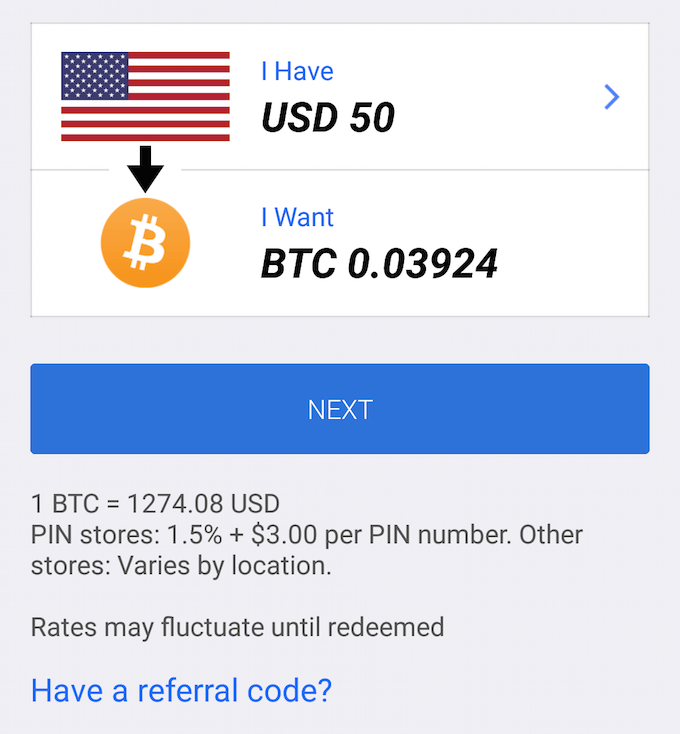 I Have
USD 50
I Want
BTC 0.03924
NEXT
1 BTC = 1274.08 USD
PIN stores: 1.5% + $3.00 per PIN number. Other
stores: Varies by location.
Rates may fluctuate until redeemed
Have a referral code?